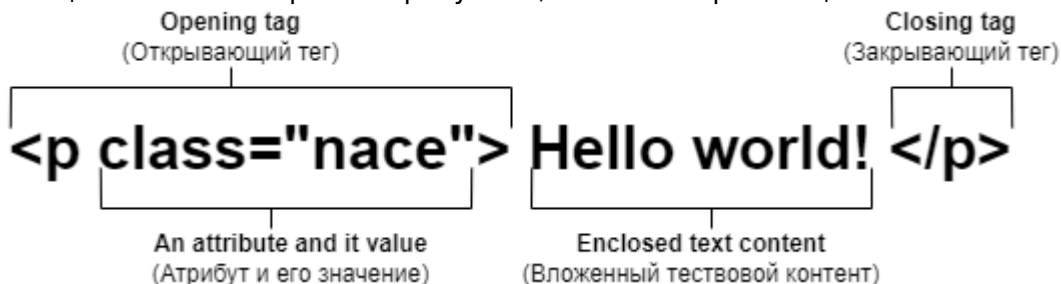 Opening tag
(Открывающий тег)
Closing tag
(Закрывающий тег)
<p class="nace"> Hello world! </p>
An attribute and it value
(Атрибут и его значение)
Enclosed text content
(Вложенный тествовой контент)